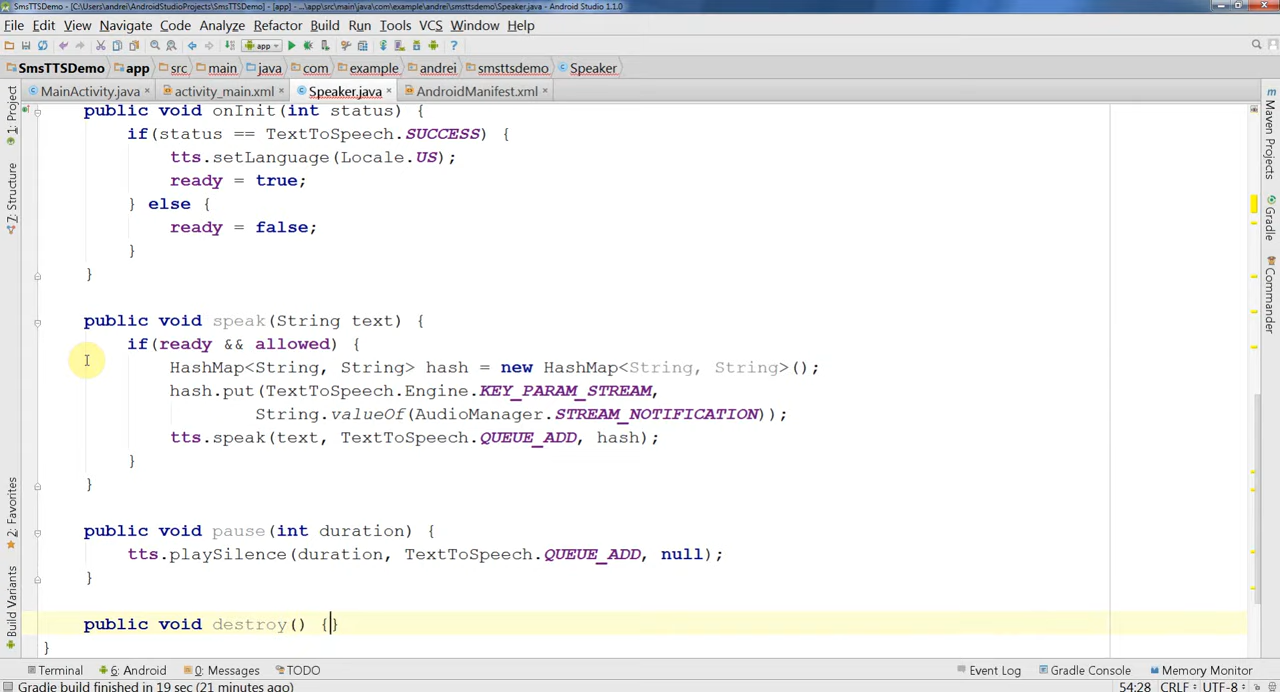 SmsTTSDemo - [C:\Users\andrei\AndroidStudioProjects\SmsTTSDemo] - [app] - ...\app\src\main\java\com\example\andrei\smsttsdemo\Speaker.java - Android Studio 1.1.0
File Edit View Navigate Code Analyze Refactor Build Run Tools VCS Window Help
app
SmsTTSDemo app src main java com example andrei smsttsdemo Speaker
MainActivity.java activity_main.xml Speaker.java AndroidManifest.xml
1: Project
7: Structure
2: Favorites
Build Variants
public void onInit(int status) {
if(status == TextToSpeech.SUCCESS) {
tts.setLanguage(Locale.US);
ready = true;
} else {
ready = false;
}
}
public void speak(String text) {
if(ready && allowed) {
HashMap<String, String> hash = new HashMap<String, String>();
hash.put(TextToSpeech.Engine.KEY_PARAM_STREAM,
String.valueOf(AudioManager.STREAM_NOTIFICATION));
tts.speak(text, TextToSpeech.QUEUE_ADD, hash);
}
}
public void pause(int duration) {
tts.playSilence(duration, TextToSpeech.QUEUE_ADD, null);
}
public void destroy() {}
}
Maven Projects
Gradle
Commander
Terminal 6: Android 0: Messages TODO Event Log Gradle Console Memory Monitor
Gradle build finished in 19 sec (21 minutes ago) 54:28 CRLF UTF-8